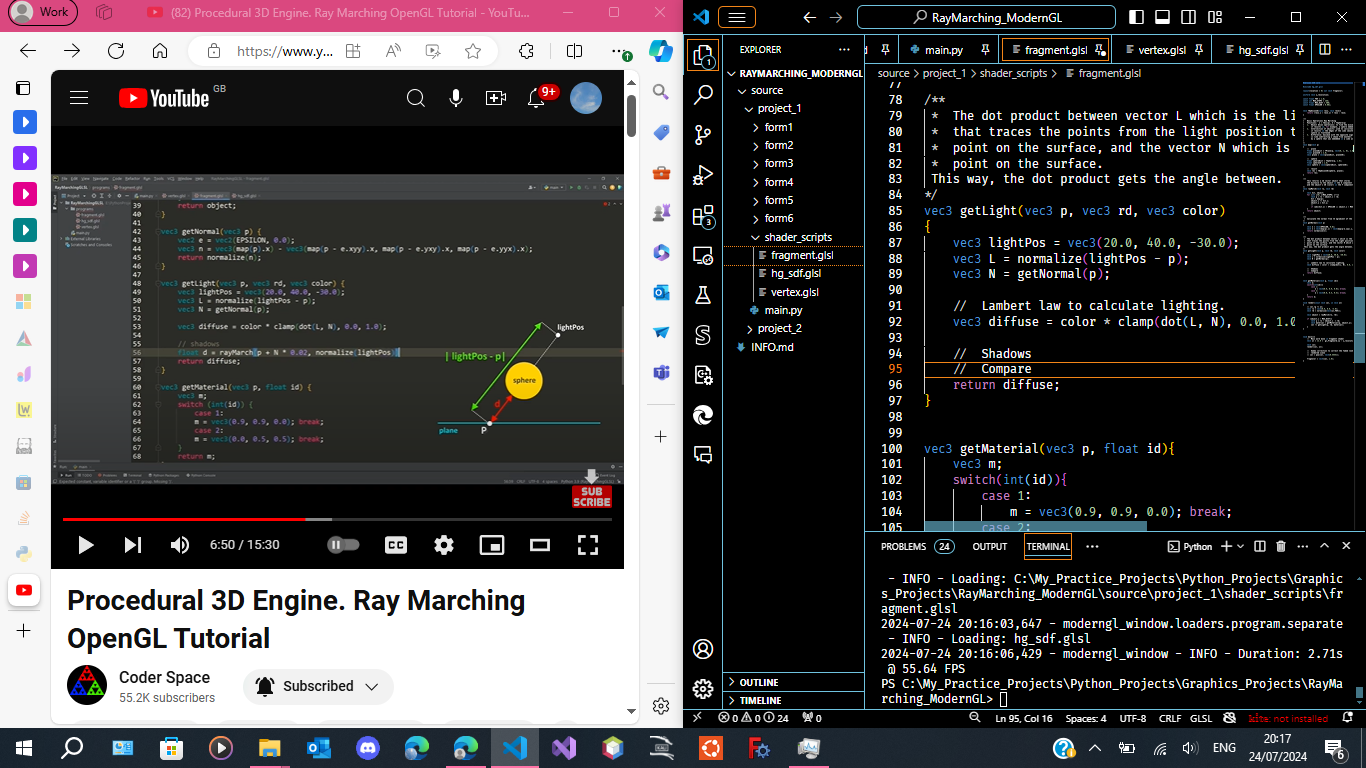 Work
(82) Procedural 3D Engine. Ray Marching OpenGL Tutorial - YouTu...
https://www.y...
YouTube GB
9+
39 return object;
40 }
41
42 vec3 getNormal(vec3 p) {
43 vec2 e = vec2(EPSILON, 0.0);
44 vec3 n = vec3(map(p).x) - vec3(map(p - e.xyy).x, map(p - e.yxy).x, map(p - e.yyx).x);
45 return normalize(n);
46 }
47
48 vec3 getLight(vec3 p, vec3 rd, vec3 color) {
49 vec3 lightPos = vec3(20.0, 40.0, -30.0);
50 vec3 L = normalize(lightPos - p);
51 vec3 N = getNormal(p);
52
53 vec3 diffuse = color * clamp(dot(L, N), 0.0, 1.0);
54
55 // shadows
56 float d = rayMarch(p + N * 0.02, normalize(lightPos))
57 return diffuse;
58 }
59
60 vec3 getMaterial(vec3 p, float id) {
61 vec3 m;
62 switch (int(id)) {
63 case 1:
64 m = vec3(0.9, 0.9, 0.0); break;
65 case 2:
66 m = vec3(0.0, 0.5, 0.5); break;
67 }
68 return m;
lightPos
| lightPos - p|
sphere
d
plane
P
SUB
SCRIBE
6:50 / 15:30
CC
Procedural 3D Engine. Ray Marching
OpenGL Tutorial
Coder Space
55.2K subscribers
Subscribed
RayMarching_ModernGL
EXPLORER
RAYMARCHING_MODERNGL
source
project_1
form1
form2
form3
form4
form5
form6
shader_scripts
fragment.glsl
hg_sdf.glsl
vertex.glsl
main.py
project_2
INFO.md
OUTLINE
TIMELINE
main.py
fragment.glsl
vertex.glsl
hg_sdf.glsl
source > project_1 > shader_scripts > fragment.glsl
77
78 /**
79 * The dot product between vector L which is the li
80 * that traces the points from the light position t
81 * point on the surface, and the vector N which is
82 * point on the surface.
83 This way, the dot product gets the angle between.
84 */
85 vec3 getLight(vec3 p, vec3 rd, vec3 color)
86 {
87 vec3 lightPos = vec3(20.0, 40.0, -30.0);
88 vec3 L = normalize(lightPos - p);
89 vec3 N = getNormal(p);
90
91 // Lambert law to calculate lighting.
92 vec3 diffuse = color * clamp(dot(L, N), 0.0, 1.0
93
94 // Shadows
95 // Compare
96 return diffuse;
97 }
98
99
100 vec3 getMaterial(vec3 p, float id){
101 vec3 m;
102 switch(int(id)){
103 case 1:
104 m = vec3(0.9, 0.9, 0.0); break;
105 case 2:
PROBLEMS 24 OUTPUT TERMINAL ... Python
- INFO - Loading: C:\My_Practice_Projects\Python_Projects\Graphic
s_Projects\RayMarching_ModernGL\source\project_1\shader_scripts\fr
agment.glsl
2024-07-24 20:16:03,647 - moderngl_window.loaders.program.separate
- INFO - Loading: hg_sdf.glsl
2024-07-24 20:16:06,429 - moderngl_window - INFO - Duration: 2.71s
@ 55.64 FPS
PS C:\My_Practice_Projects\Python_Projects\Graphics_Projects\RayMa
rching_ModernGL>
0 0 24 0 Ln 95, Col 16 Spaces: 4 UTF-8 CRLF GLSL kite: not installed
ENG
20:17
24/07/2024
6